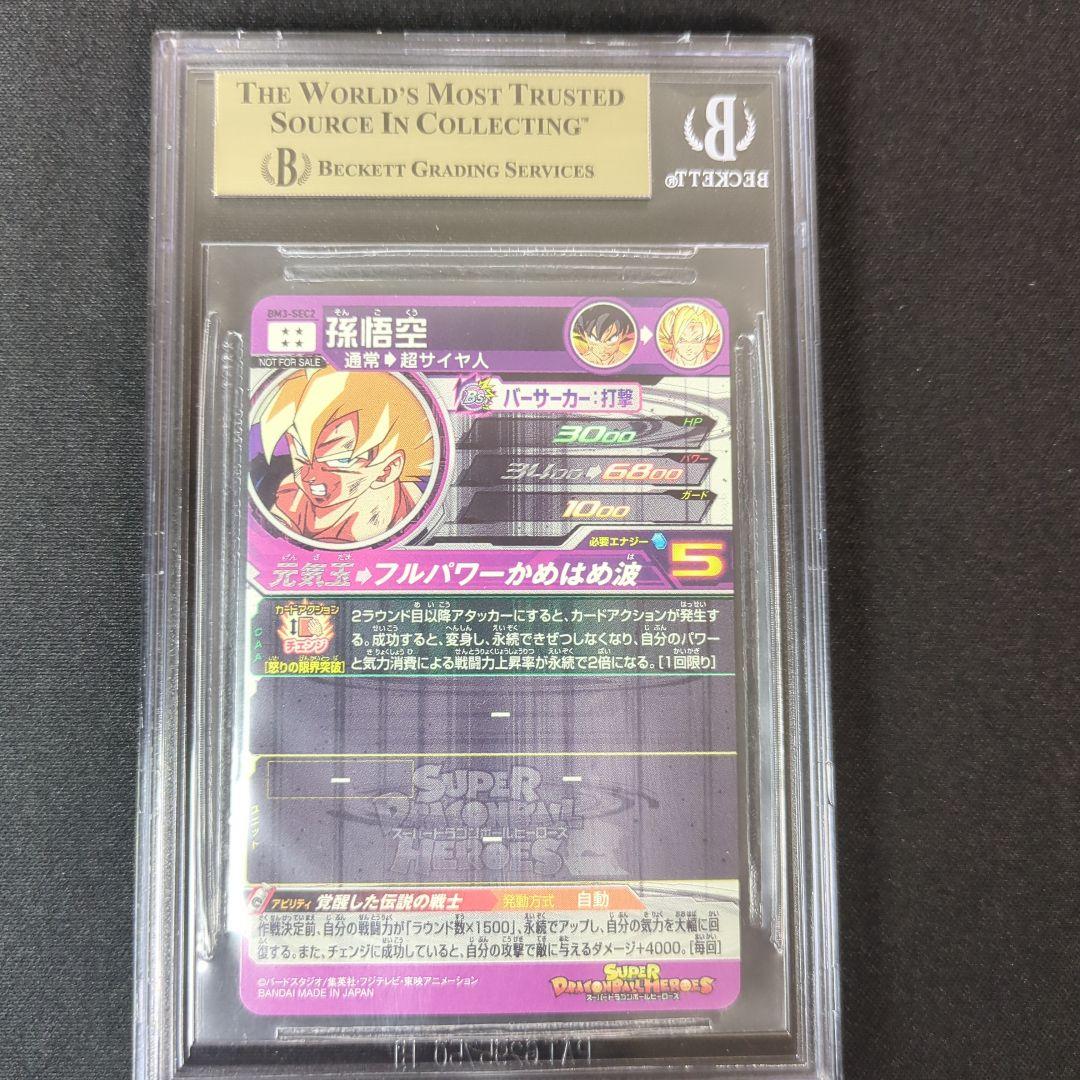 THE WORLD'S MOST TRUSTED
SOURCE IN COLLECTING™
B BECKETT GRADING SERVICES
B
BECKETT®
BM3-SEC2
NOT FOR SALE
そん ご くう
孫悟空
通常➡超サイヤ人
Bs バーサーカー:打撃
HP
3000
パワー
3400➡6800
ガード
1000
必要エナジー 5
げん き だま は
元気玉➡フルパワーかめはめ波
カードアクション
チェンジ
[怒りの限界突破]
CAA
2ラウンド目以降アタッカーにすると、カードアクションが発生す
る。成功すると、変身し、永続できぜつしなくなり、自分のパワー
と気力消費による戦闘力上昇率が永続で2倍になる。[1回限り]
ー
ユニット
ー ー
ー
SUPER
DRAGONBALL
スーパードラゴンボールヒーローズ
HEROES
アビリティ 覚醒した伝説の戦士 発動方式 自動
作戦決定前、自分の戦闘力が「ラウンド数×1500」、永続でアップし、自分の気力を大幅に回
復する。また、チェンジに成功していると、自分の攻撃で敵に与えるダメージ+4000。[毎回]
©バードスタジオ/集英社・フジテレビ・東映アニメーション
BANDAI MADE IN JAPAN
SUPER
DRAGONBALL HEROES
スーパードラゴンボールヒーローズ